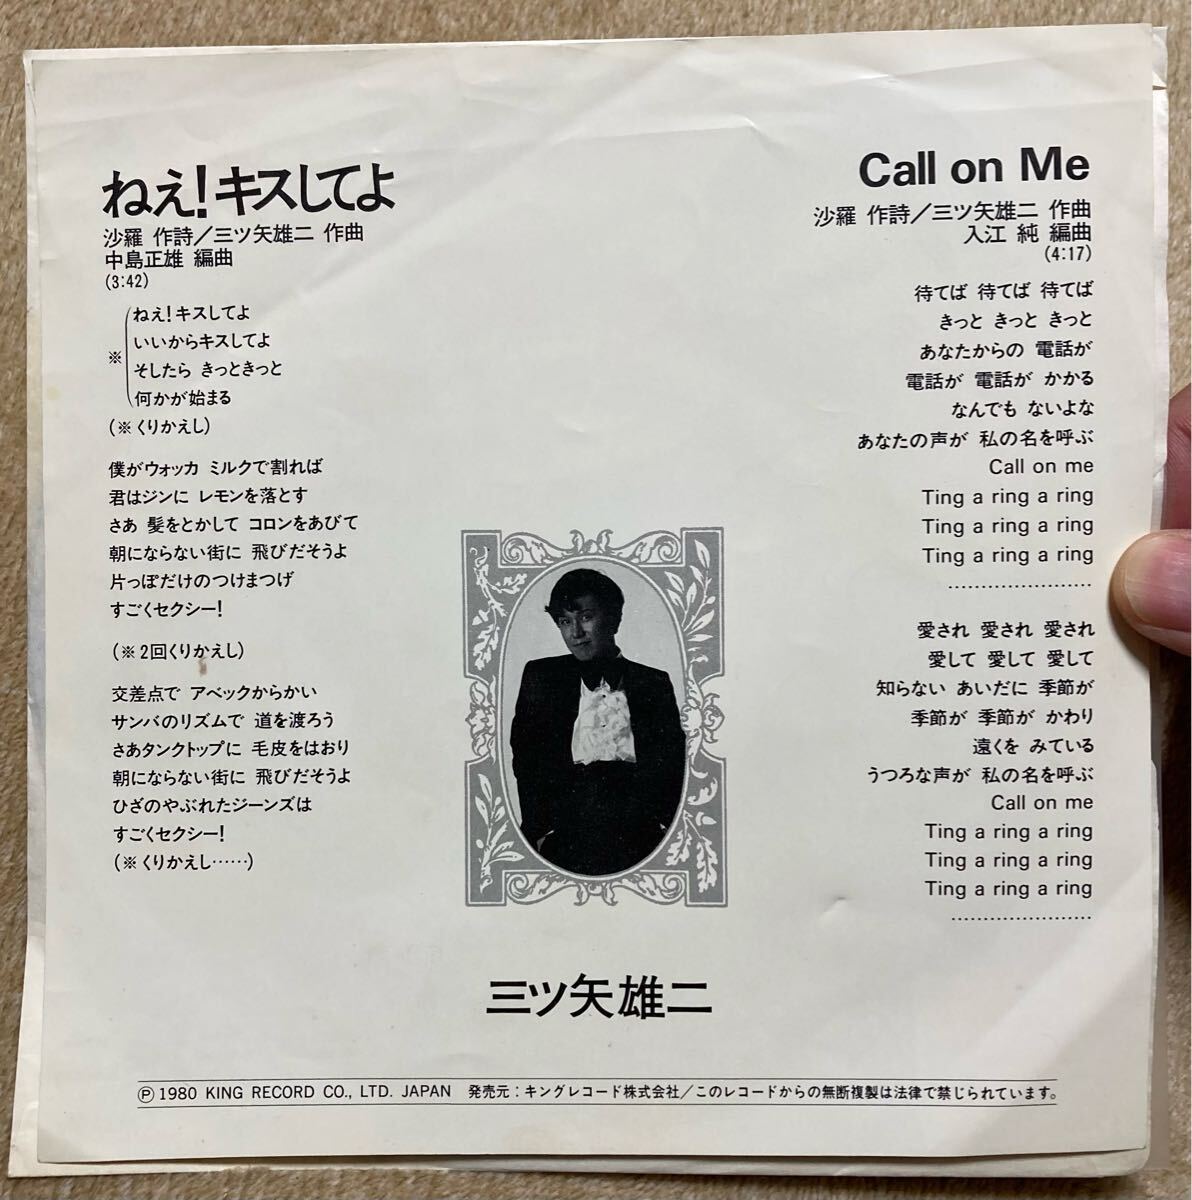 ねえ!キスしてよ
沙羅 作詩/三ツ矢雄二 作曲
中島正雄 編曲
(3:42)
※
ねえ!キスしてよ
いいからキスしてよ
そしたら きっときっと
何かが始まる
(※くりかえし)
僕がウォッカ ミルクで割れば
君はジンに レモンを落とす
さあ 髪をとかして コロンをあびて
朝にならない街に 飛びだそうよ
片っぽだけのつけまつげ
すごくセクシー!
(※2回くりかえし)
交差点で アベックからかい
サンバのリズムで 道を渡ろう
さあタンクトップに 毛皮をはおり
朝にならない街に 飛びだそうよ
ひざのやぶれたジーンズは
すごくセクシー!
(※くりかえし……)
Call on Me
沙羅 作詩/三ツ矢雄二 作曲
入江 純 編曲
(4:17)
待てば 待てば 待てば
きっと きっと きっと
あなたからの 電話が
電話が 電話が かかる
なんでも ないよな
あなたの声が 私の名を呼ぶ
Call on me
Ting a ring a ring
Ting a ring a ring
Ting a ring a ring
……………………
愛され 愛され 愛され
愛して 愛して 愛して
知らない あいだに 季節が
季節が 季節が かわり
遠くを みている
うつろな声が 私の名を呼ぶ
Call on me
Ting a ring a ring
Ting a ring a ring
Ting a ring a ring
……………………
三ツ矢雄二
Ⓟ1980 KING RECORD CO., LTD. JAPAN 発売元:キングレコード株式会社/このレコードからの無断複製は法律で禁じられています。